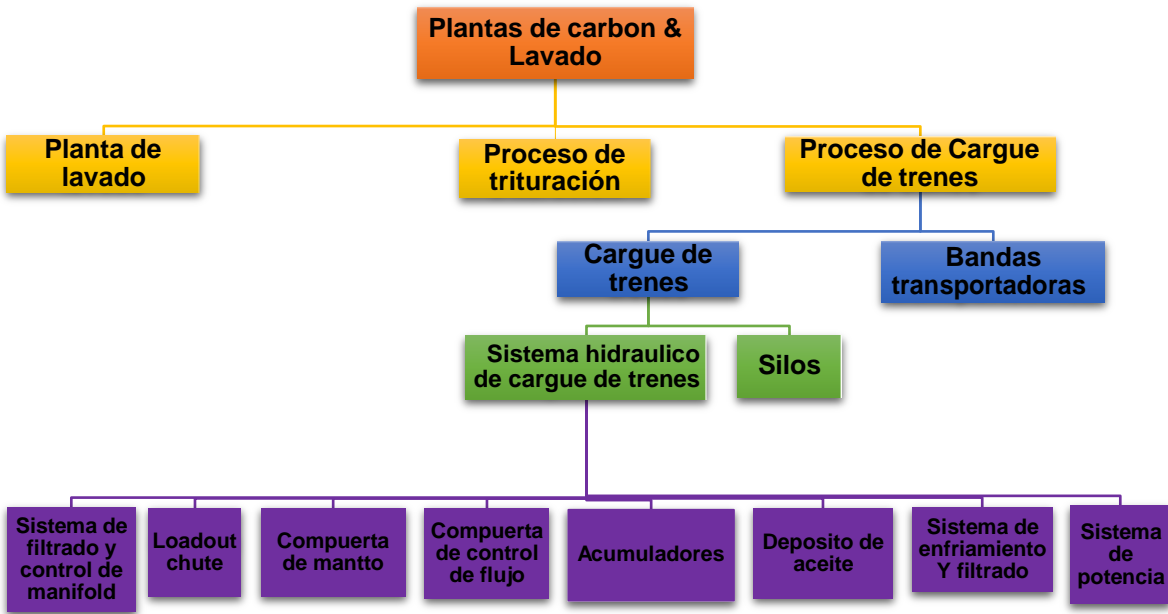 Plantas de carbon &
Lavado
Planta de
lavado
Proceso de
trituración
Proceso de Cargue
de trenes
Cargue de
trenes
Bandas
transportadoras
Sistema hidraulico
de cargue de trenes
Silos
Sistema de
filtrado y
control de
manifold
Loadout
chute
Compuerta
de mantto
Compuerta
de control
de flujo
Acumuladores
Deposito de
aceite
Sistema de
enfriamiento
Y filtrado
Sistema
de
potencia